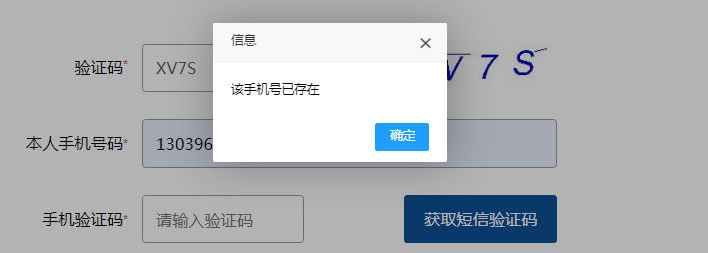 信息
验证码*
XV7S
V 7 S
该手机号已存在
确定
本人手机号码*
130396
手机验证码*
请输入验证码
获取短信验证码